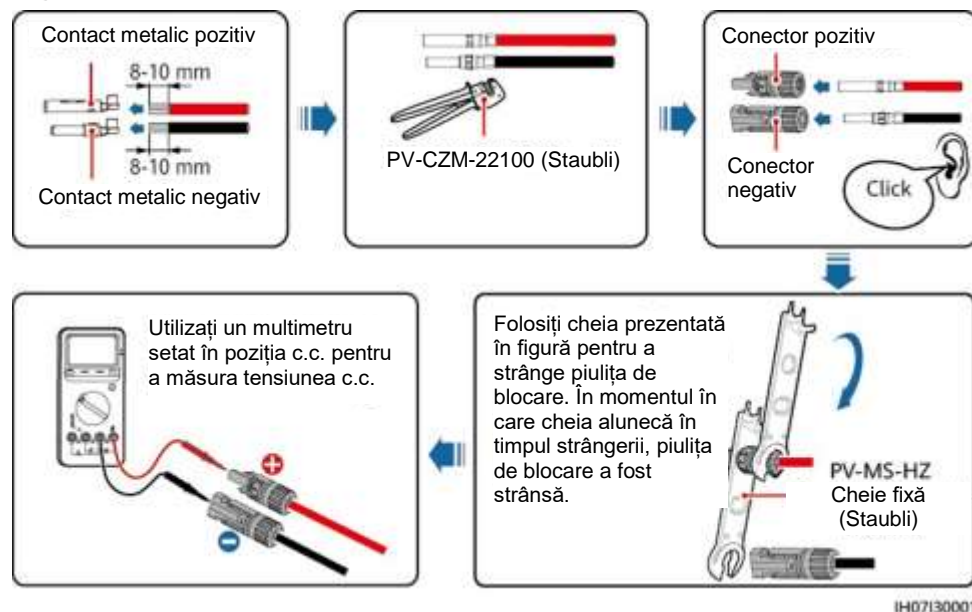 Contact metalic pozitiv
8-10 mm
8-10 mm
Contact metalic negativ
PV-CZM-22100 (Staubli)
Conector pozitiv
Conector
negativ
Click
Folosiți cheia prezentată
în figură pentru a
strânge piulița de
blocare. În momentul în
care cheia alunecă în
timpul strângerii, piulița
de blocare a fost
strânsă.
PV-MS-HZ
Cheie fixă
(Staubli)
Utilizați un multimetru
setat în poziția c.c. pentru
a măsura tensiunea c.c.
IH07I30001